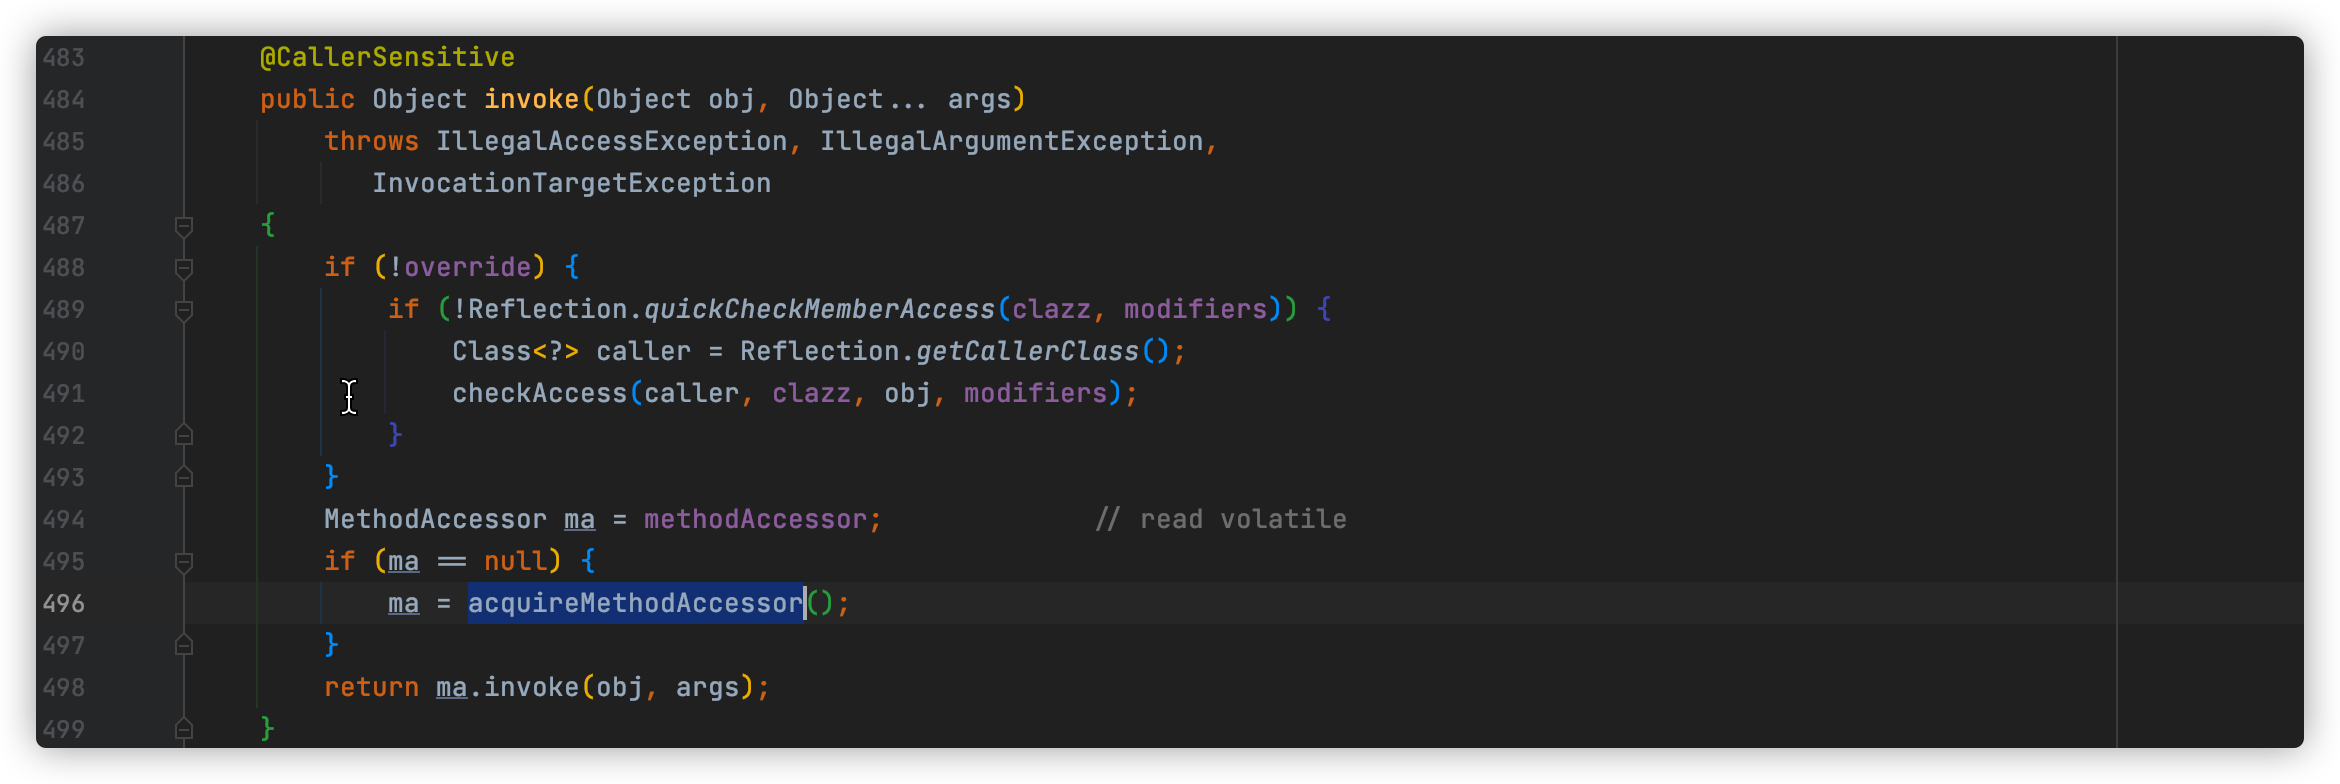 483 @CallerSensitive
484 public Object invoke(Object obj, Object... args)
485 throws IllegalAccessException, IllegalArgumentException,
486 InvocationTargetException
487 {
488 if (!override) {
489 if (!Reflection.quickCheckMemberAccess(clazz, modifiers)) {
490 Class<?> caller = Reflection.getCallerClass();
491 checkAccess(caller, clazz, obj, modifiers);
492 }
493 }
494 MethodAccessor ma = methodAccessor; // read volatile
495 if (ma == null) {
496 ma = acquireMethodAccessor();
497 }
498 return ma.invoke(obj, args);
499 }